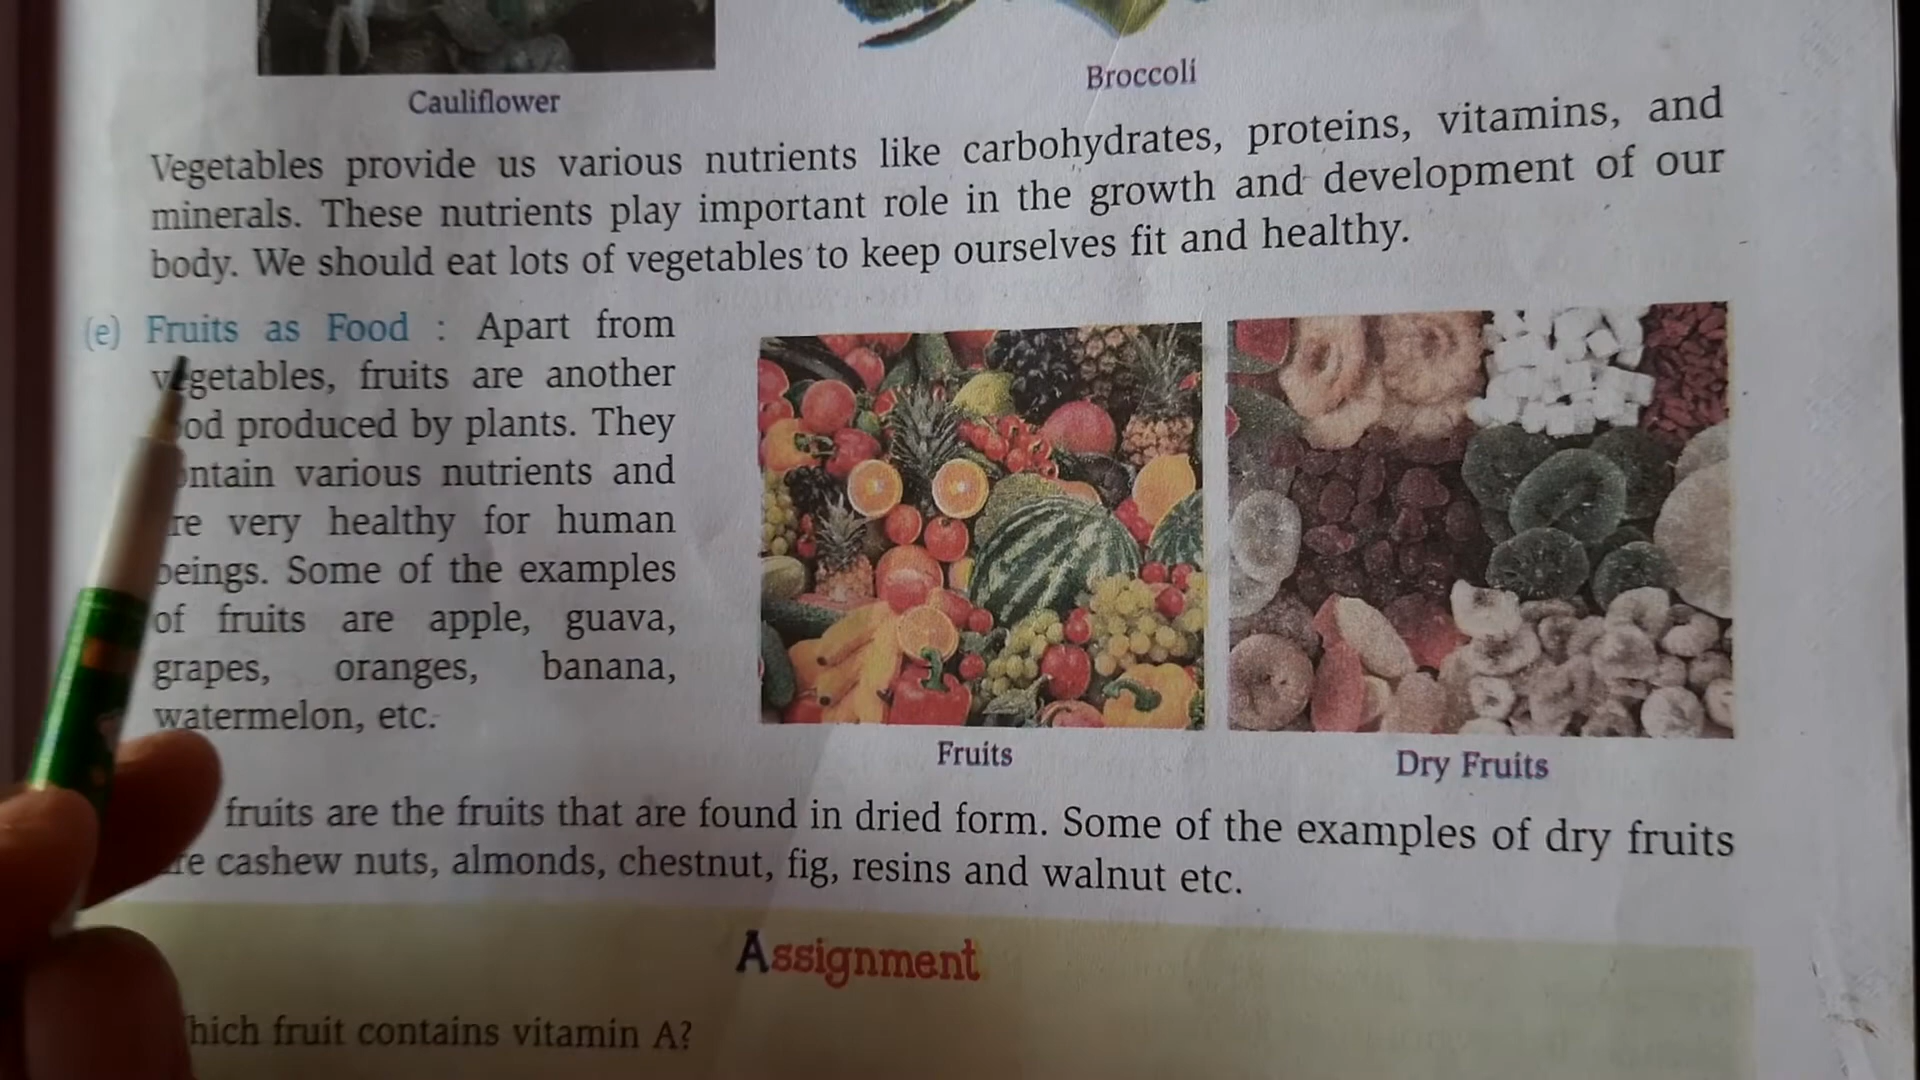 Cauliflower
Broccoli
Vegetables provide us various nutrients like carbohydrates, proteins, vitamins, and
minerals. These nutrients play important role in the growth and development of our
body. We should eat lots of vegetables to keep ourselves fit and healthy.
(e) Fruits as Food : Apart from
vegetables, fruits are another
od produced by plants. They
ntain various nutrients and
re very healthy for human
beings. Some of the examples
of fruits are apple, guava,
grapes, oranges, banana,
watermelon, etc.
Fruits
Dry Fruits
fruits are the fruits that are found in dried form. Some of the examples of dry fruits
re cashew nuts, almonds, chestnut, fig, resins and walnut etc.
Assignment
hich fruit contains vitamin A?